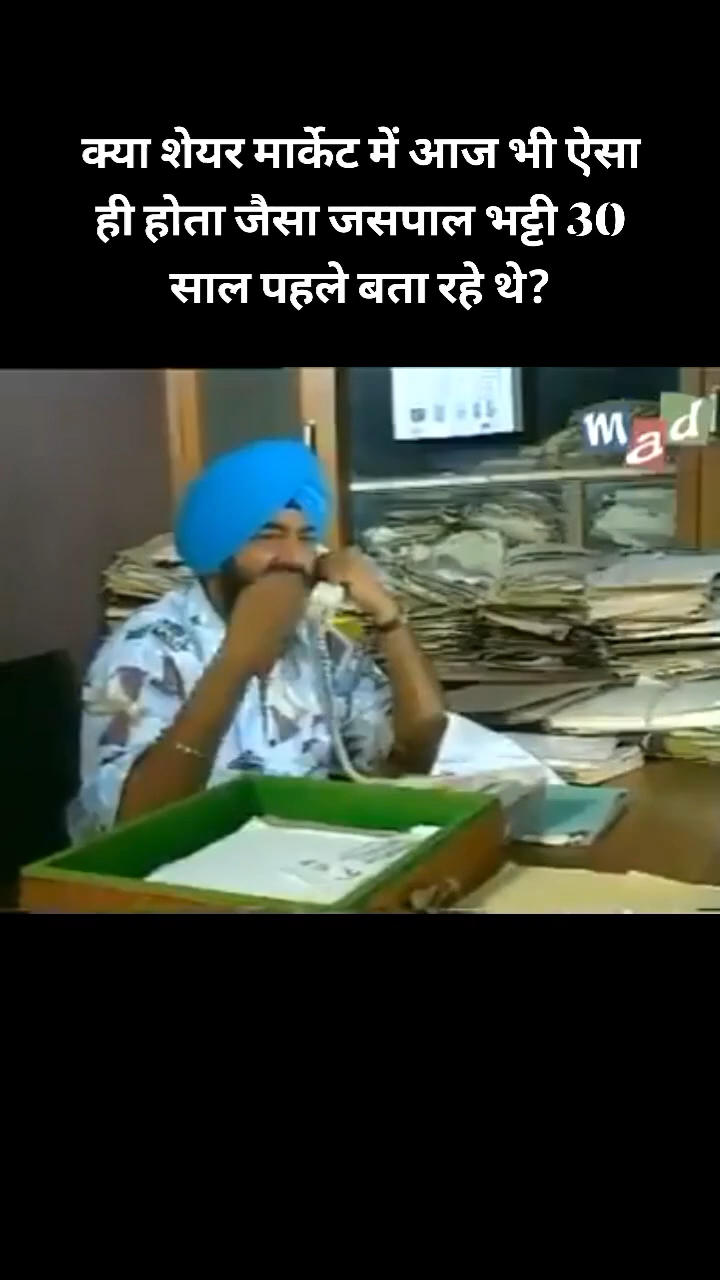 क्या शेयर मार्केट में आज भी ऐसा
ही होता जैसा जसपाल भट्टी 30
साल पहले बता रहे थे?
mad